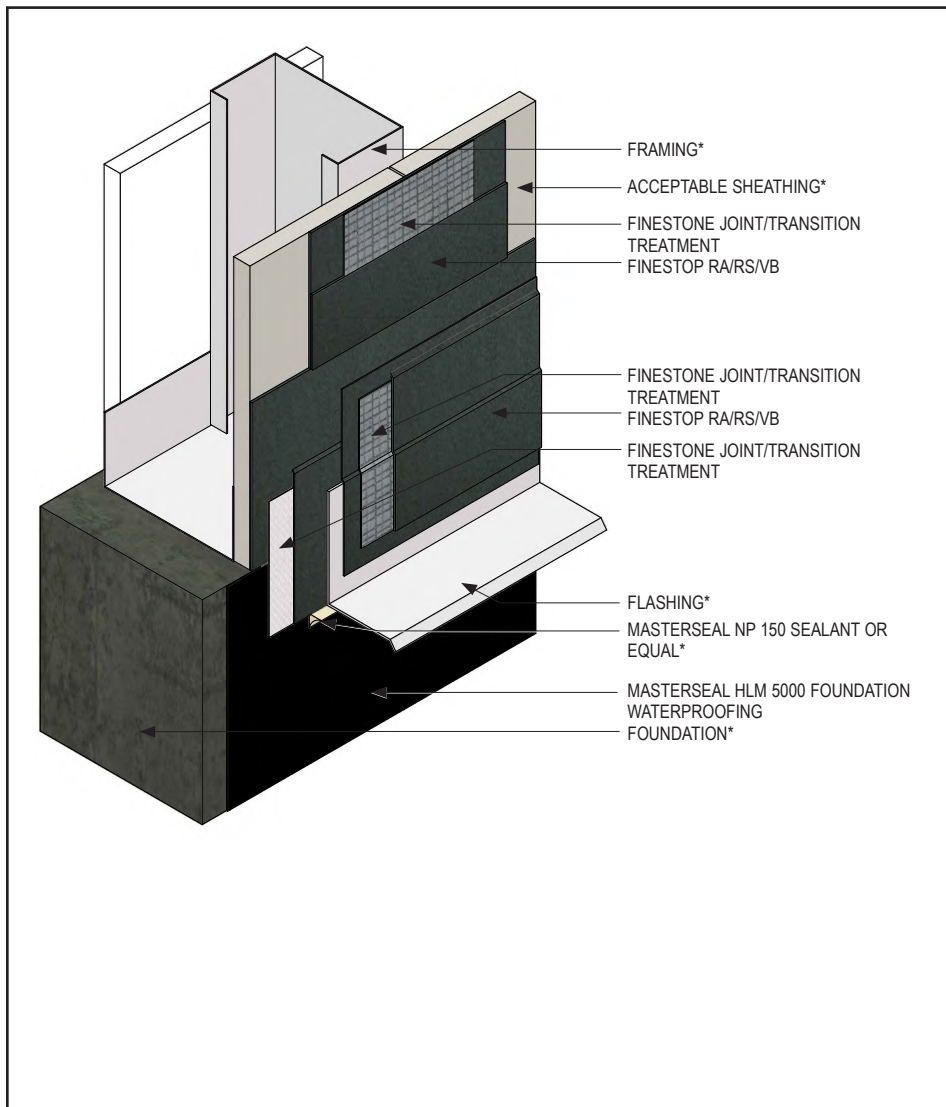 FRAMING*
ACCEPTABLE SHEATHING*
FINESTONE JOINT/TRANSITION
TREATMENT
FINESTOP RA/RS/VB
FINESTONE JOINT/TRANSITION
TREATMENT
FINESTOP RA/RS/VB
FINESTONE JOINT/TRANSITION
TREATMENT
FLASHING*
MASTERSEAL NP 150 SEALANT OR
EQUAL*
MASTERSEAL HLM 5000 FOUNDATION
WATERPROOFING
FOUNDATION*